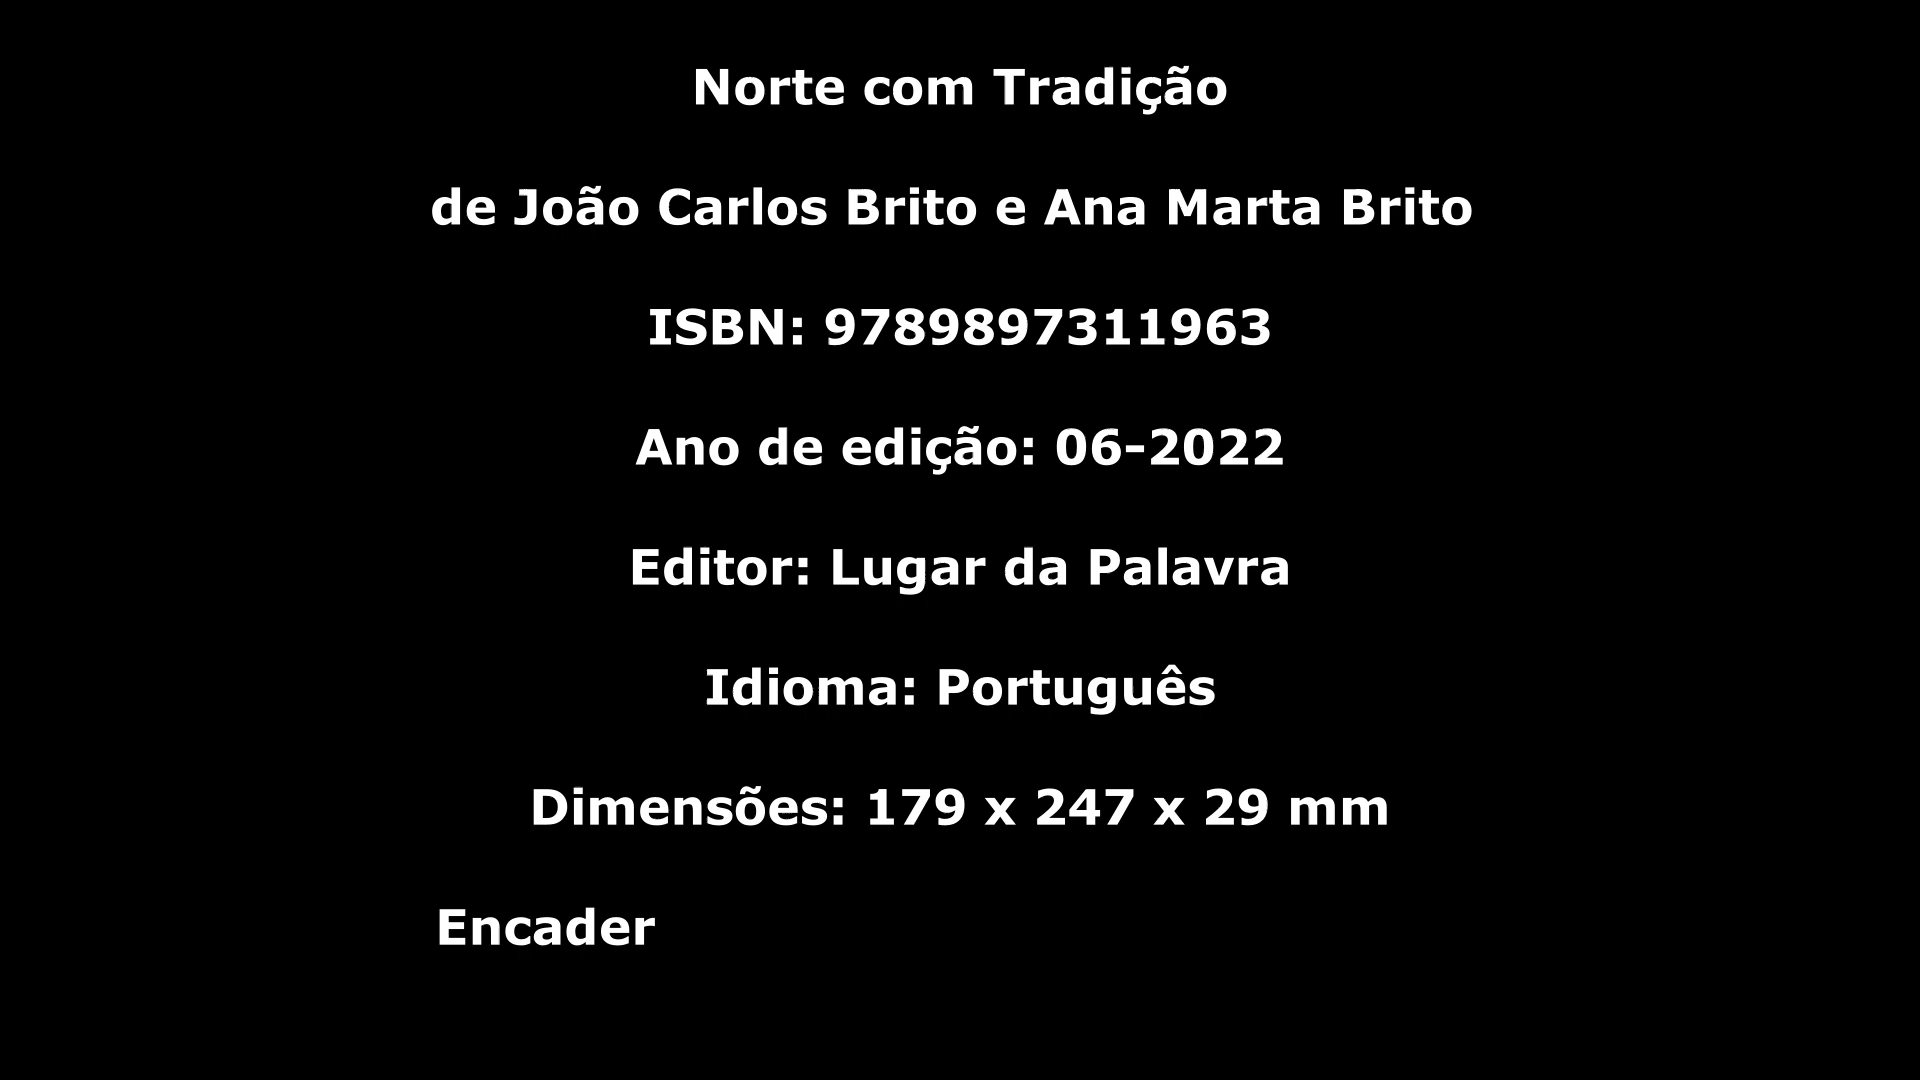 Norte com Tradição
de João Carlos Brito e Ana Marta Brito
ISBN: 9789897311963
Ano de edição: 06-2022
Editor: Lugar da Palavra
Idioma: Português
Dimensões: 179 x 247 x 29 mm
Encader